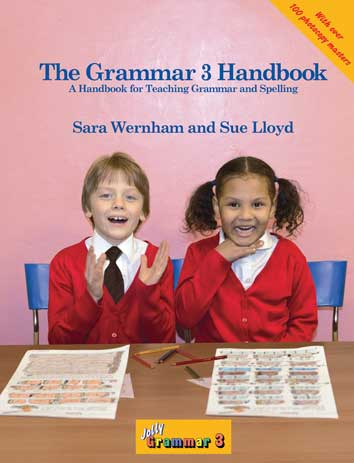 With over
100 photocopy masters
The Grammar 3 Handbook
A Handbook for Teaching Grammar and Spelling
Sara Wernham and Sue Lloyd
Jolly
Grammar 3